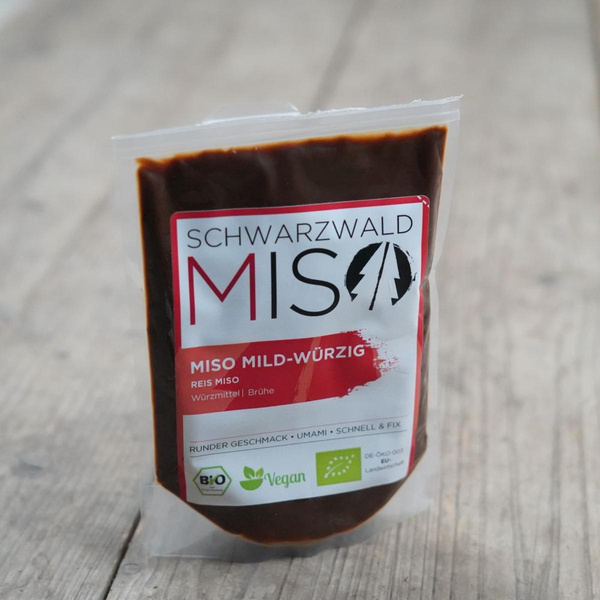 SCHWARZWALD
MISO
MISO MILD-WÜRZIG
REIS MISO
Würzmittel | Brühe
RUNDER GESCHMACK • UMAMI • SCHNELL & FIX
BIO
Vegan
DE-ÖKO-003
EU-
Landwirtschaft